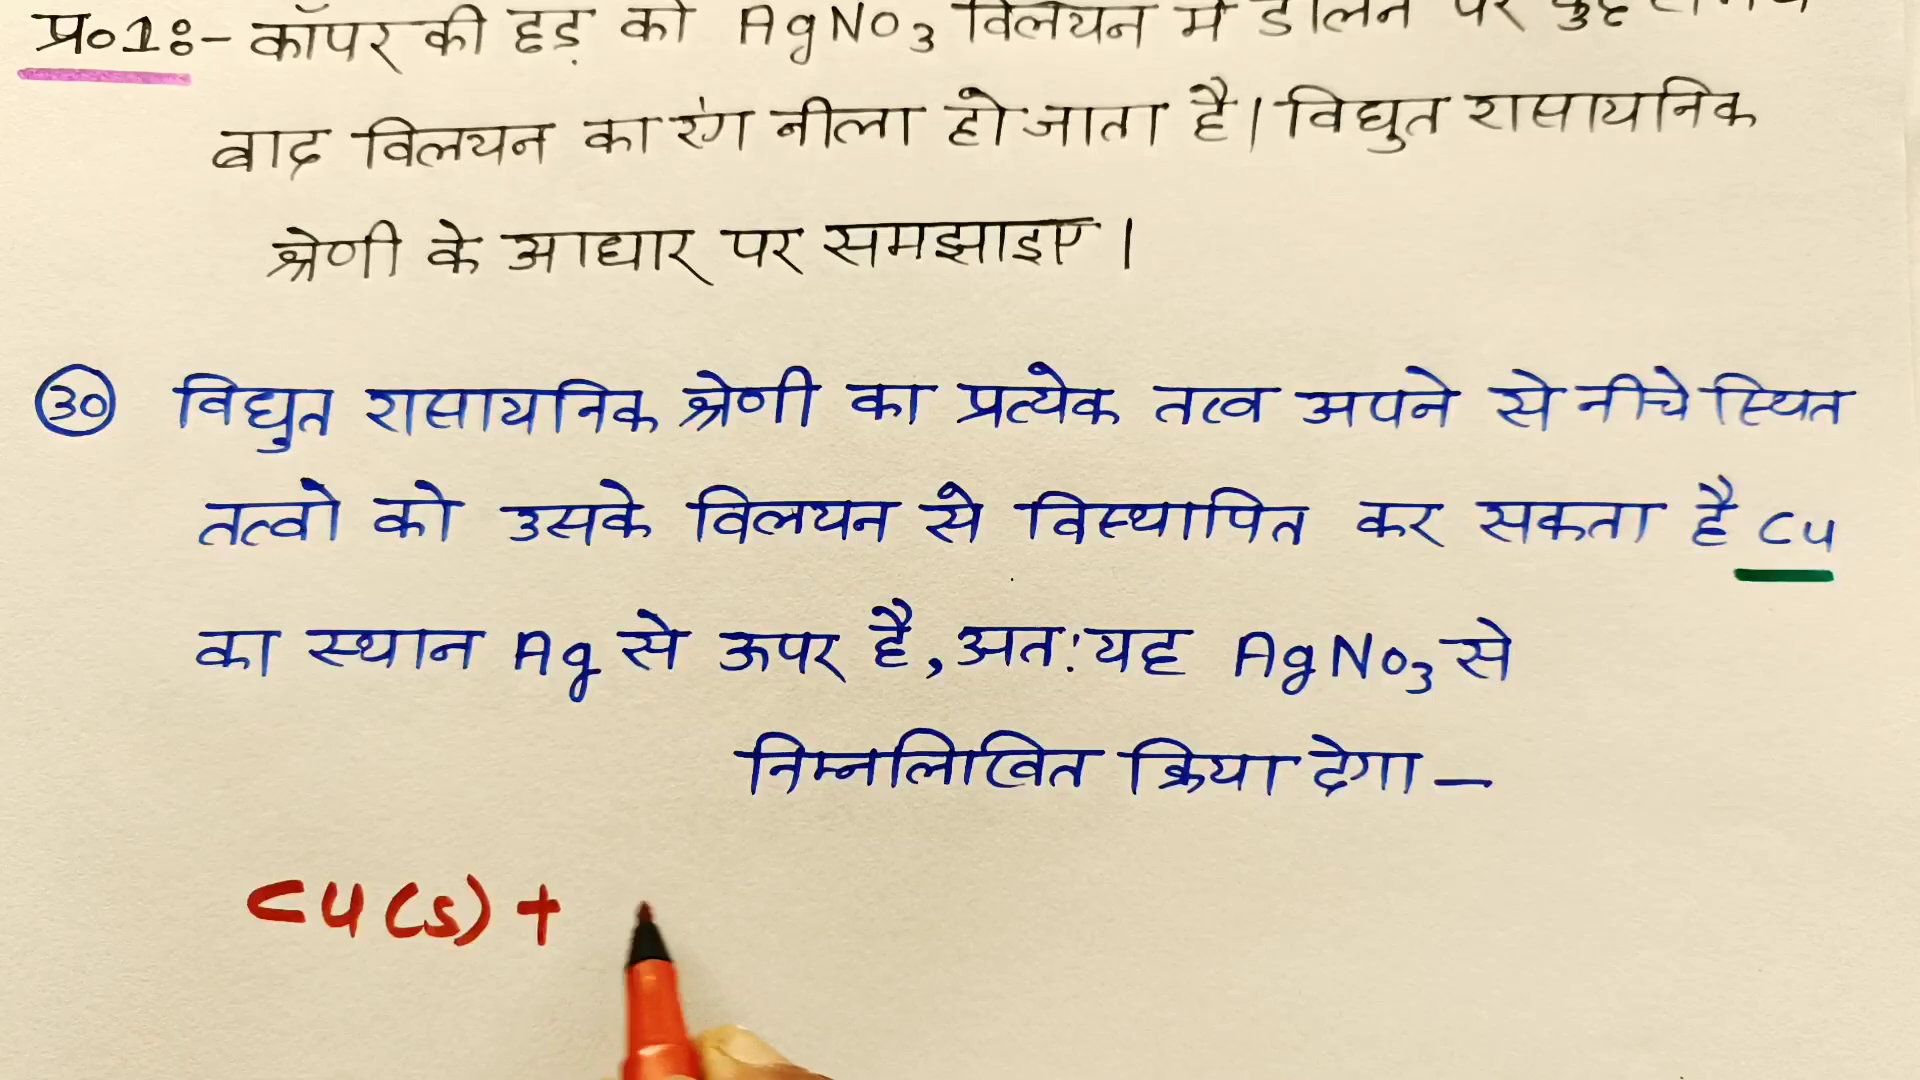 प्र०1:- कॉपर की छड़ को AgNO3 विलयन में डालने पर कुछ समय
बाद विलयन का रंग नीला हो जाता है। विद्युत रासायनिक
श्रेणी के आधार पर समझाइए।
उ० विद्युत रासायनिक श्रेणी का प्रत्येक तत्व अपने से नीचे स्थित
तत्वो को उसके विलयन से विस्थापित कर सकता है Cu
का स्थान Ag से ऊपर है, अत: यह AgNO3 से
निम्नलिखित क्रिया देगा –
Cu(s) +